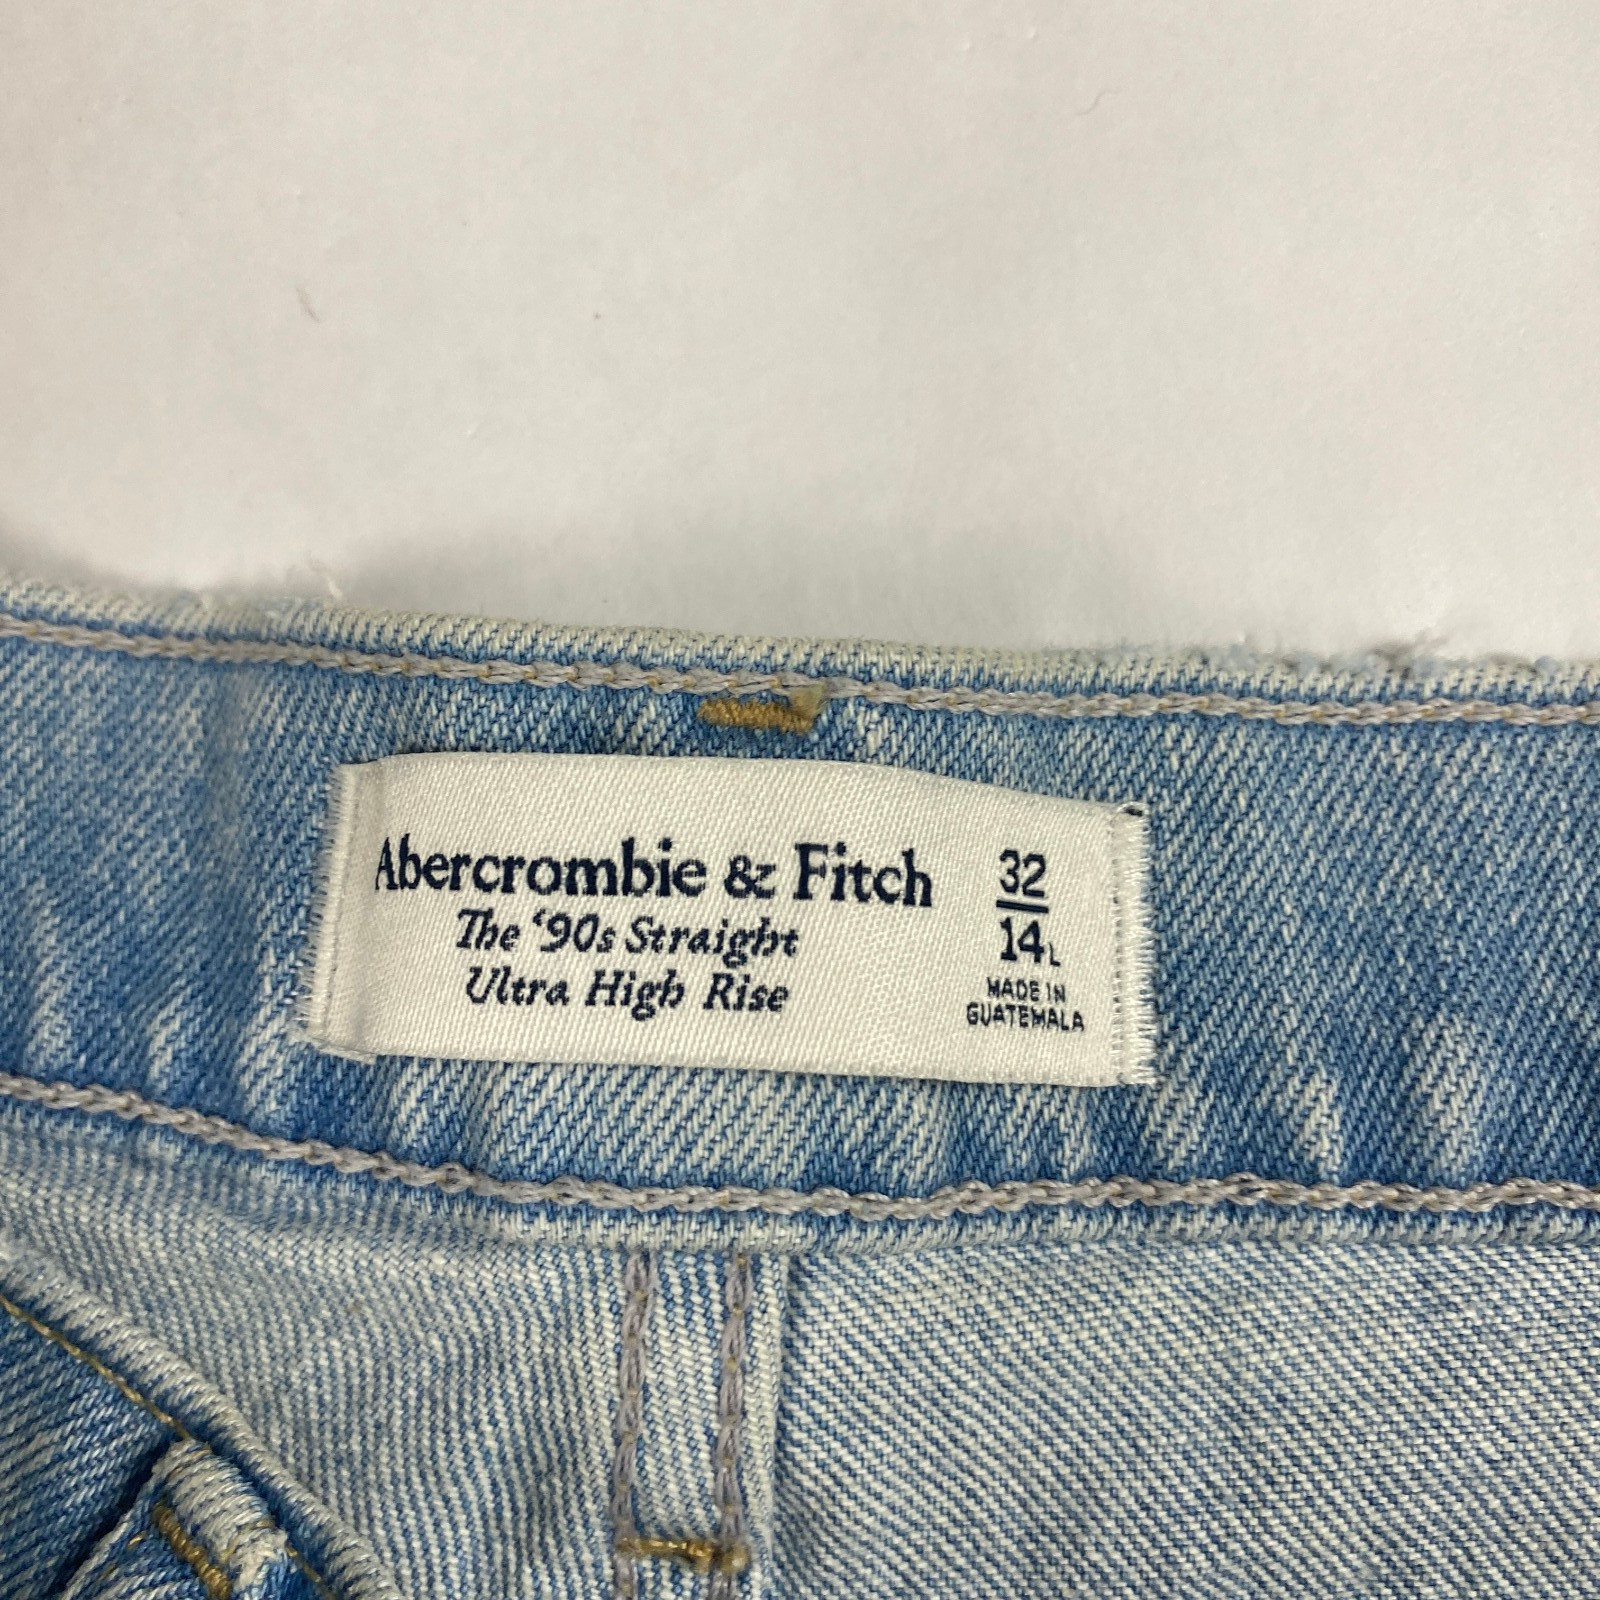 Abercrombie & Fitch
The '90s Straight
Ultra High Rise
32
14L
MADE IN
GUATEMALA